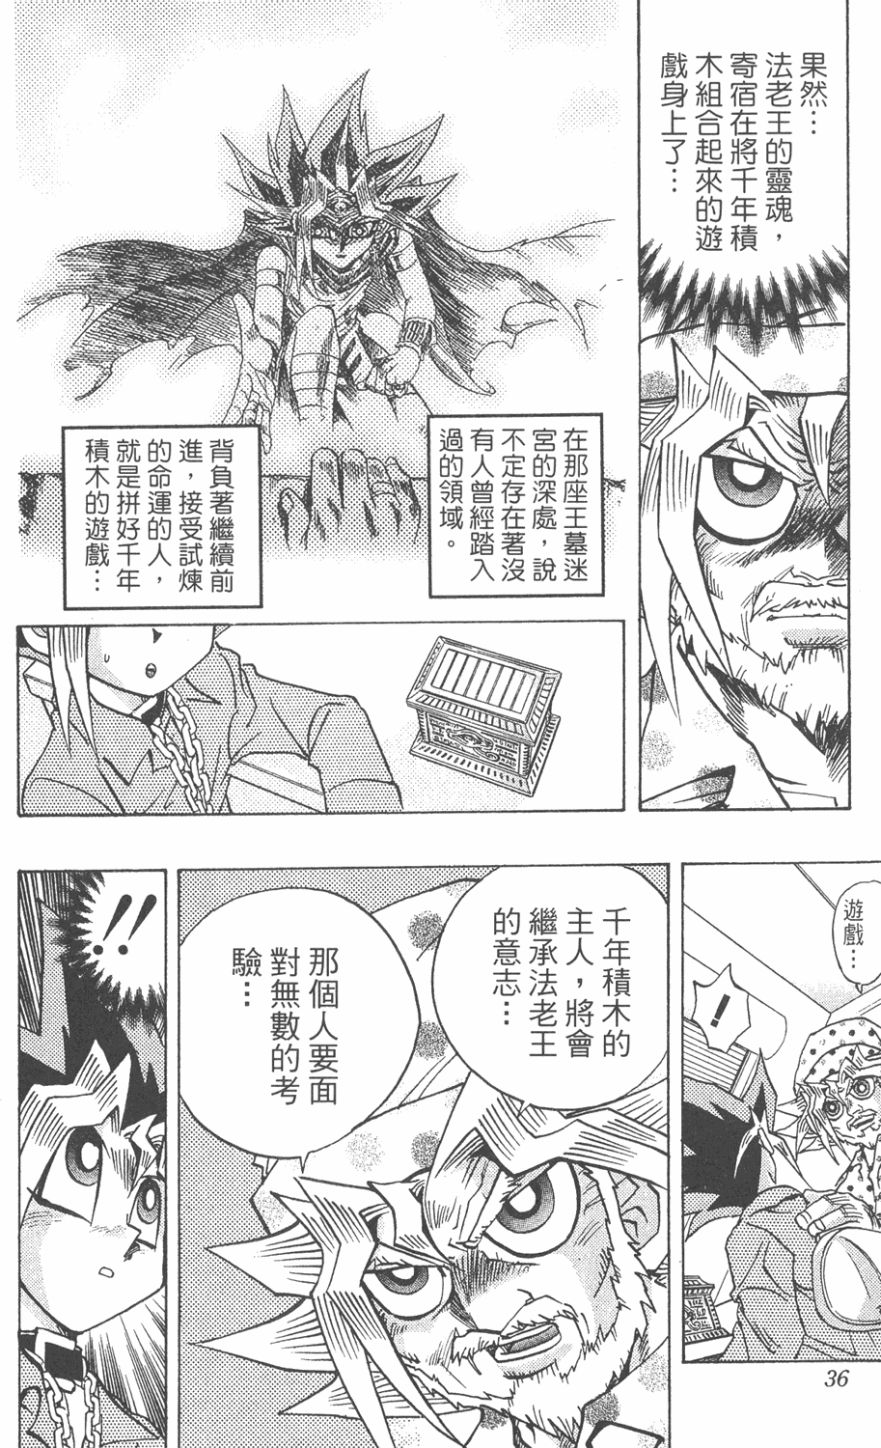 果然…
法老王的靈魂，
寄宿在將千年積
木組合起來的遊
戲身上了…
在那座王墓迷
宮的深處，說
不定存在著沒
有人曾經踏入
過的領域。
背負著繼續前
進，接受試煉
的命運的人，
就是拼好千年
積木的遊戲…
遊戲…
！
千年積木的
主人，將會
繼承法老王
的意志…
那個人要面
對無數的考
驗…
！！
36